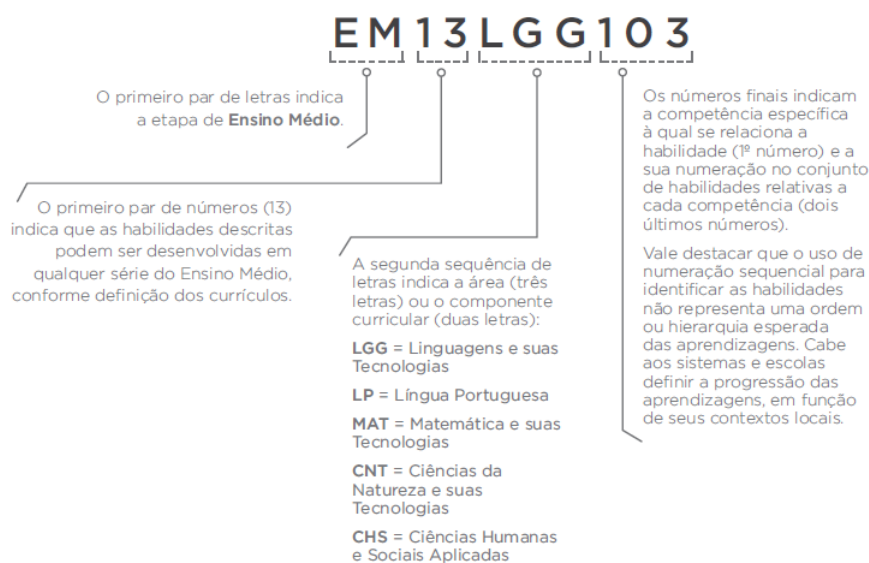 EM13LGG103
O primeiro par de letras indica
a etapa de Ensino Médio.
O primeiro par de números (13)
indica que as habilidades descritas
podem ser desenvolvidas em
qualquer série do Ensino Médio,
conforme definição dos currículos.
A segunda sequência de
letras indica a área (três
letras) ou o componente
curricular (duas letras):
LGG = Linguagens e suas
Tecnologias
LP = Língua Portuguesa
MAT = Matemática e suas
Tecnologias
CNT = Ciências da
Natureza e suas
Tecnologias
CHS = Ciências Humanas
e Sociais Aplicadas
Os números finais indicam
a competência específica
à qual se relaciona a
habilidade (1º número) e a
sua numeração no conjunto
de habilidades relativas a
cada competência (dois
últimos números).
Vale destacar que o uso de
numeração sequencial para
identificar as habilidades
não representa uma ordem
ou hierarquia esperada
das aprendizagens. Cabe
aos sistemas e escolas
definir a progressão das
aprendizagens, em função
de seus contextos locais.